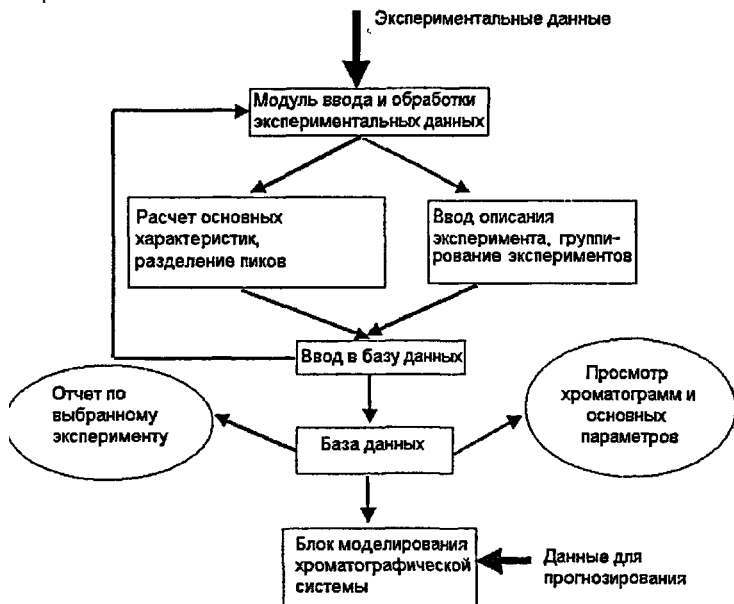 Экспериментальные данные
Модуль ввода и обработки
экспериментальных данных
Расчет основных
характеристик,
разделение пиков
Ввод описания
эксперимента, группи-
рование экспериментов
Ввод в базу данных
Отчет по
выбранному
эксперименту
Просмотр
хроматограмм и
основных
параметров
База данных
Блок моделирования
хроматографической
системы
Данные для
прогнозирования